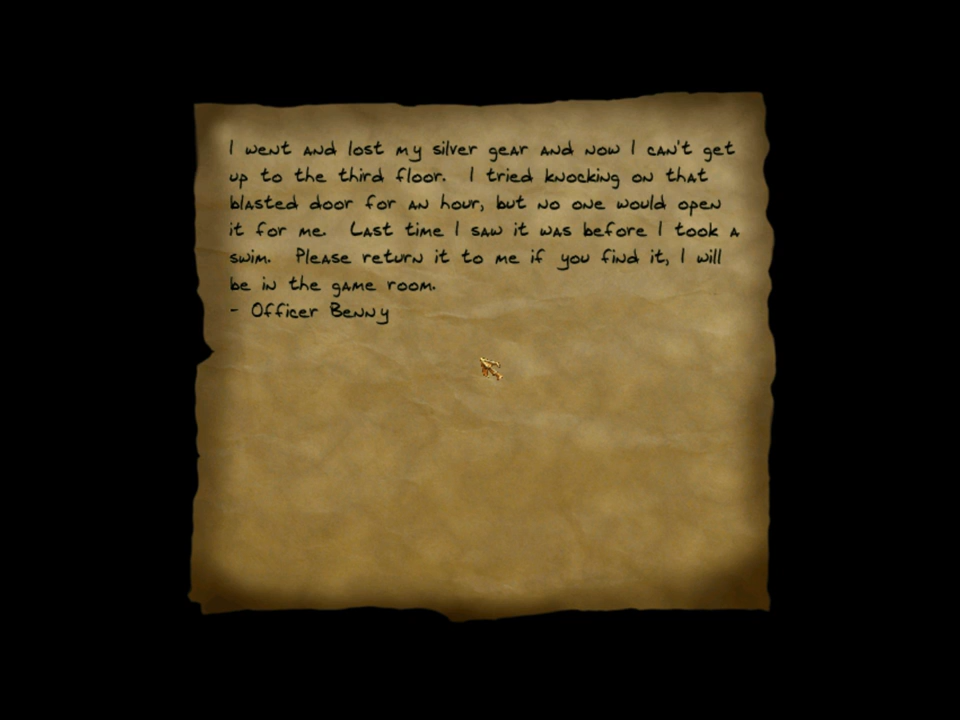 I went and lost my silver gear and now I can't get
up to the third floor.  I tried knocking on that
blasted door for an hour, but no one would open
it for me.  Last time I saw it was before I took a
swim.  Please return it to me if you find it, I will
be in the game room.
- Officer Benny